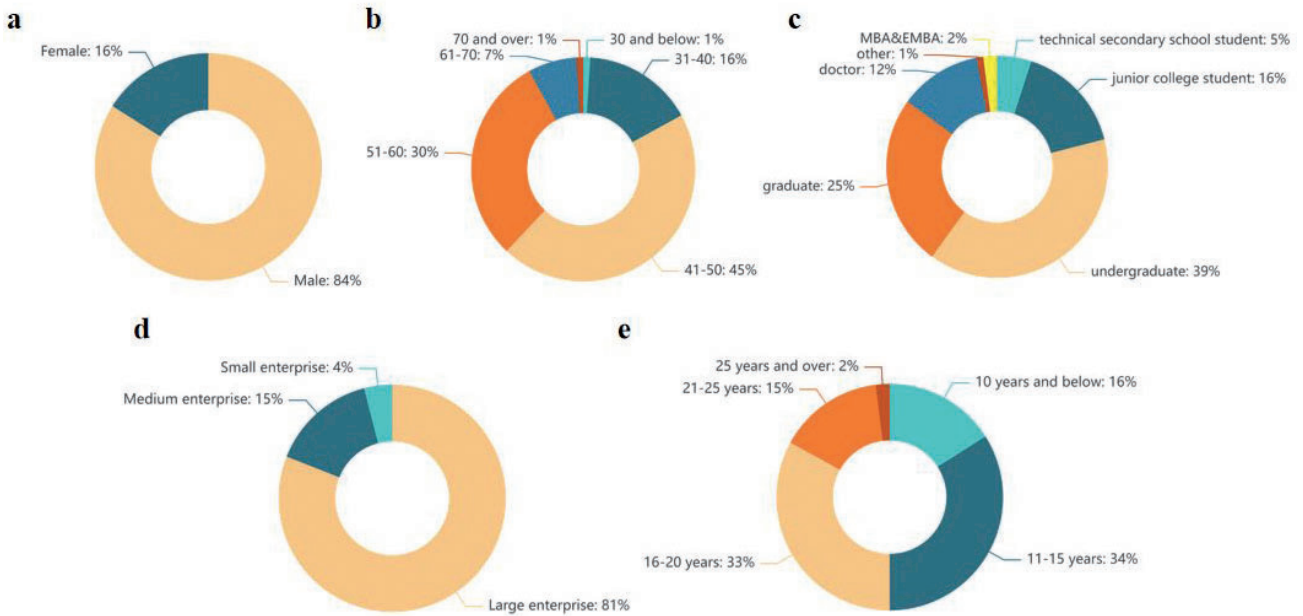 a
Female: 16%
Male: 84%
b
70 and over: 1%
30 and below: 1%
61-70: 7%
31-40: 16%
51-60: 30%
41-50: 45%
c
MBA&EMBA: 2%
technical secondary school student: 5%
other: 1%
doctor: 12%
junior college student: 16%
graduate: 25%
undergraduate: 39%
d
Small enterprise: 4%
Medium enterprise: 15%
Large enterprise: 81%
e
25 years and over: 2%
10 years and below: 16%
21-25 years: 15%
16-20 years: 33%
11-15 years: 34%